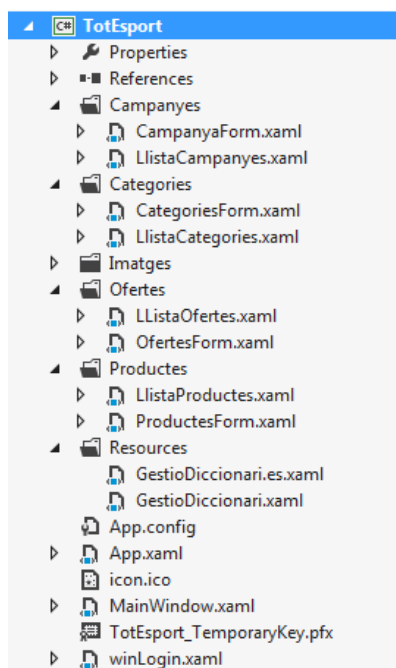 C# TotEsport
Properties
References
Campanyes
CampanyaForm.xaml
LlistaCampanyes.xaml
Categories
CategoriesForm.xaml
LlistaCategories.xaml
Imatges
Ofertes
LListaOfertes.xaml
OfertesForm.xaml
Productes
LlistaProductes.xaml
ProductesForm.xaml
Resources
GestioDiccionari.es.xaml
GestioDiccionari.xaml
App.config
App.xaml
icon.ico
MainWindow.xaml
TotEsport_TemporaryKey.pfx
winLogin.xaml